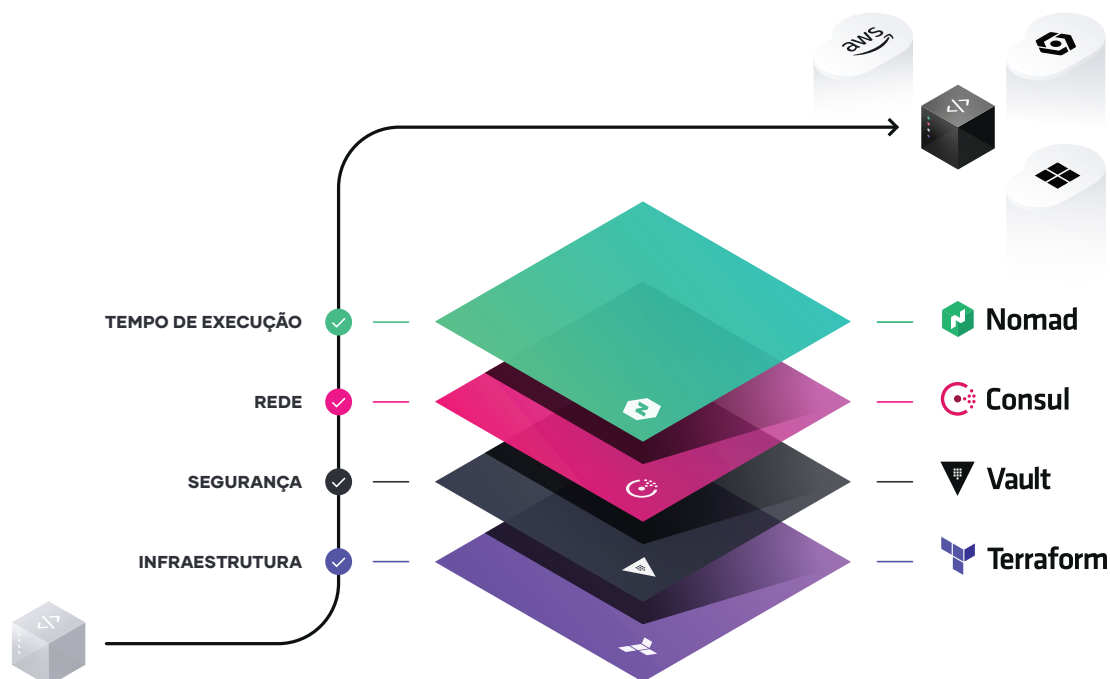 aws
</>
TEMPO DE EXECUÇÃO
Nomad
REDE
Consul
SEGURANÇA
Vault
INFRAESTRUTURA
Terraform
</>